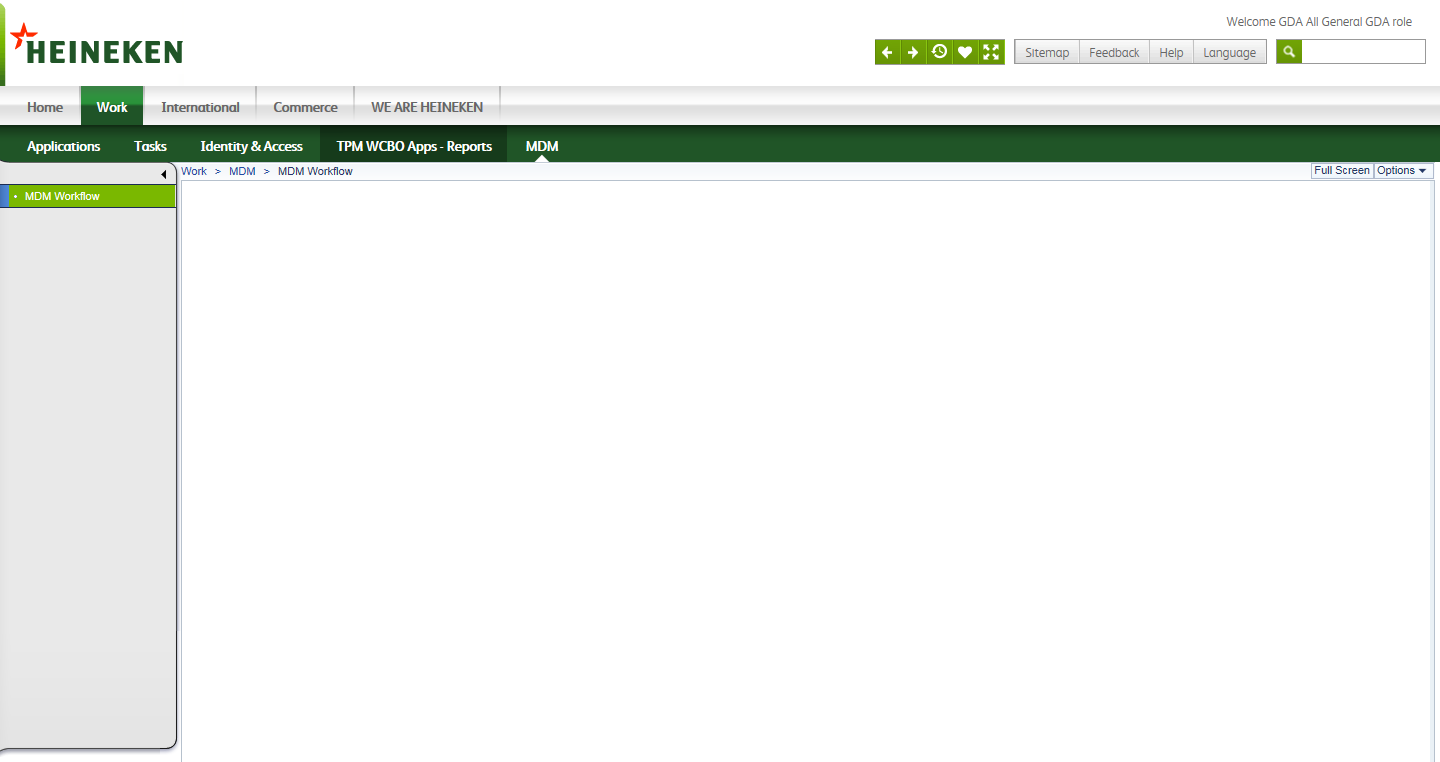 Welcome GDA All General GDA role
HEINEKEN
Sitemap Feedback Help Language
Home Work International Commerce WE ARE HEINEKEN
Applications Tasks Identity & Access TPM WCBO Apps - Reports MDM
Work > MDM > MDM Workflow Full Screen Options
MDM Workflow